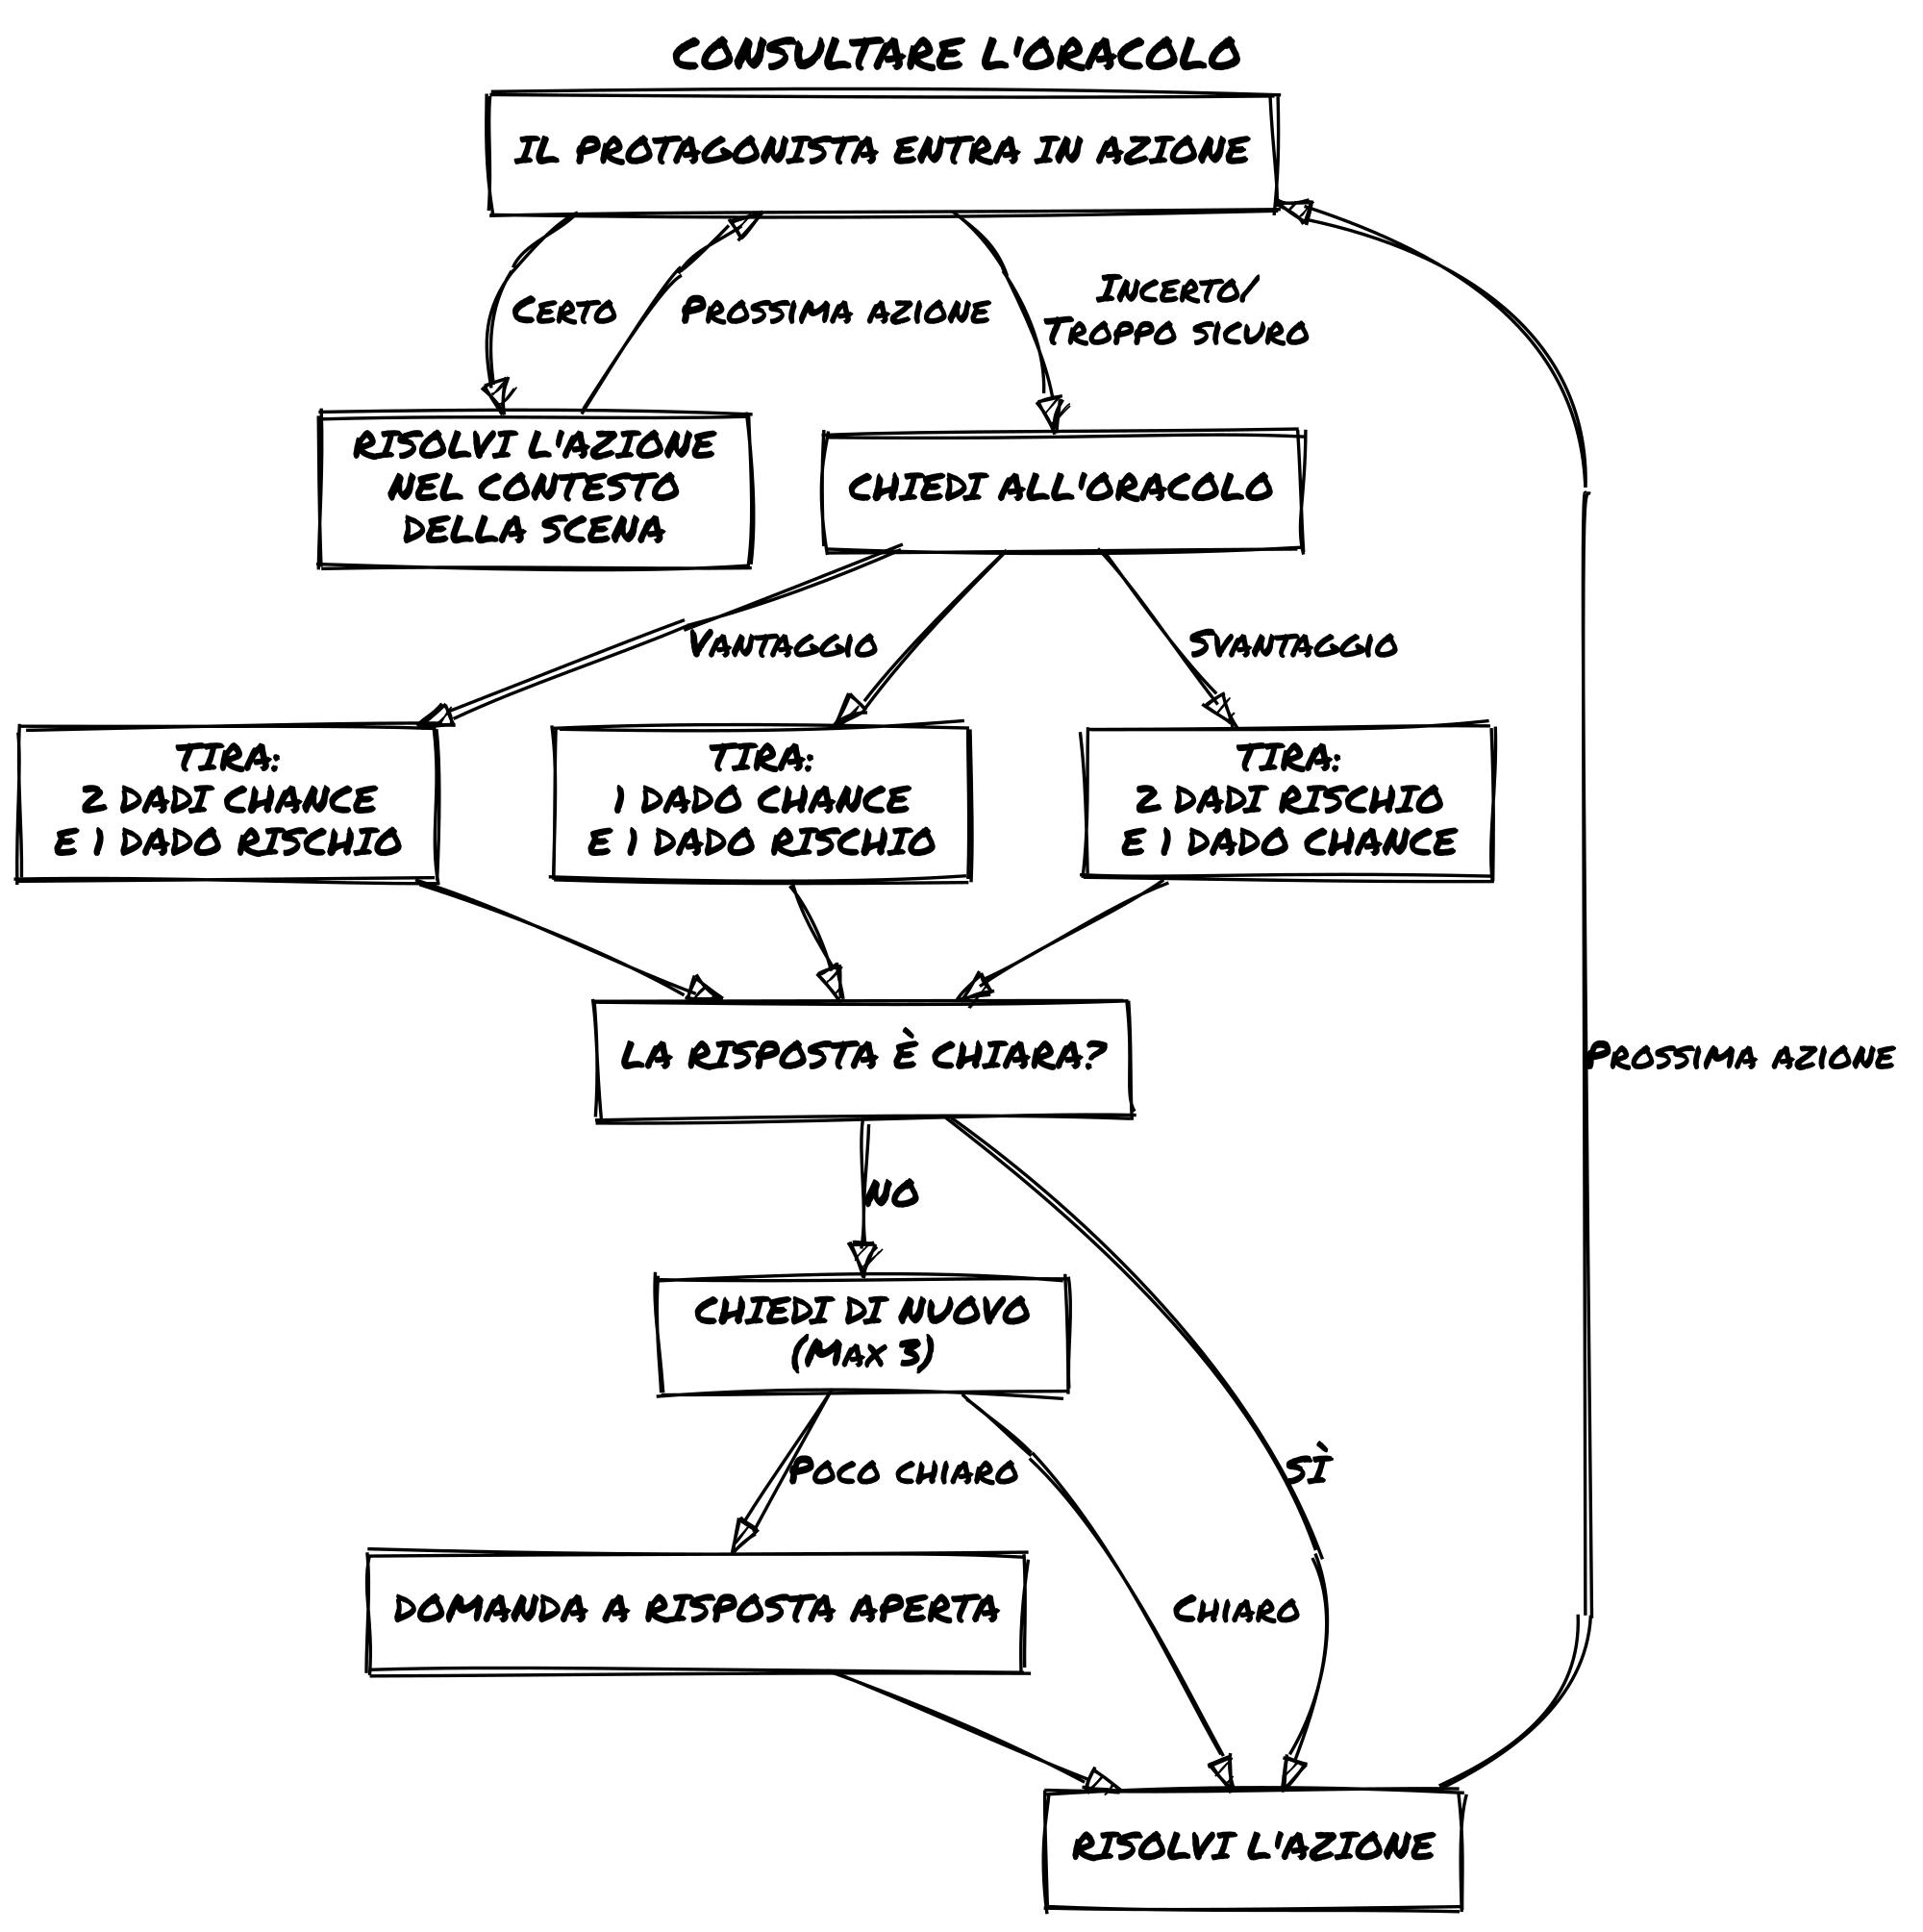 CONSULTARE L'ORACOLO
IL PROTAGONISTA ENTRA IN AZIONE
Certo
Prossima azione
Incerto/
Troppo sicuro
RISOLVI L'AZIONE
NEL CONTESTO
DELLA SCENA
CHIEDI ALL'ORACOLO
Vantaggio
Svantaggio
TIRA:
2 DADI CHANCE
E 1 DADO RISCHIO
TIRA:
1 DADO CHANCE
E 1 DADO RISCHIO
TIRA:
2 DADI RISCHIO
E 1 DADO CHANCE
LA RISPOSTA È CHIARA?
Prossima azione
NO
CHIEDI DI NUOVO
(Max 3)
Poco chiaro
SÌ
DOMANDA A RISPOSTA APERTA
Chiaro
RISOLVI L'AZIONE